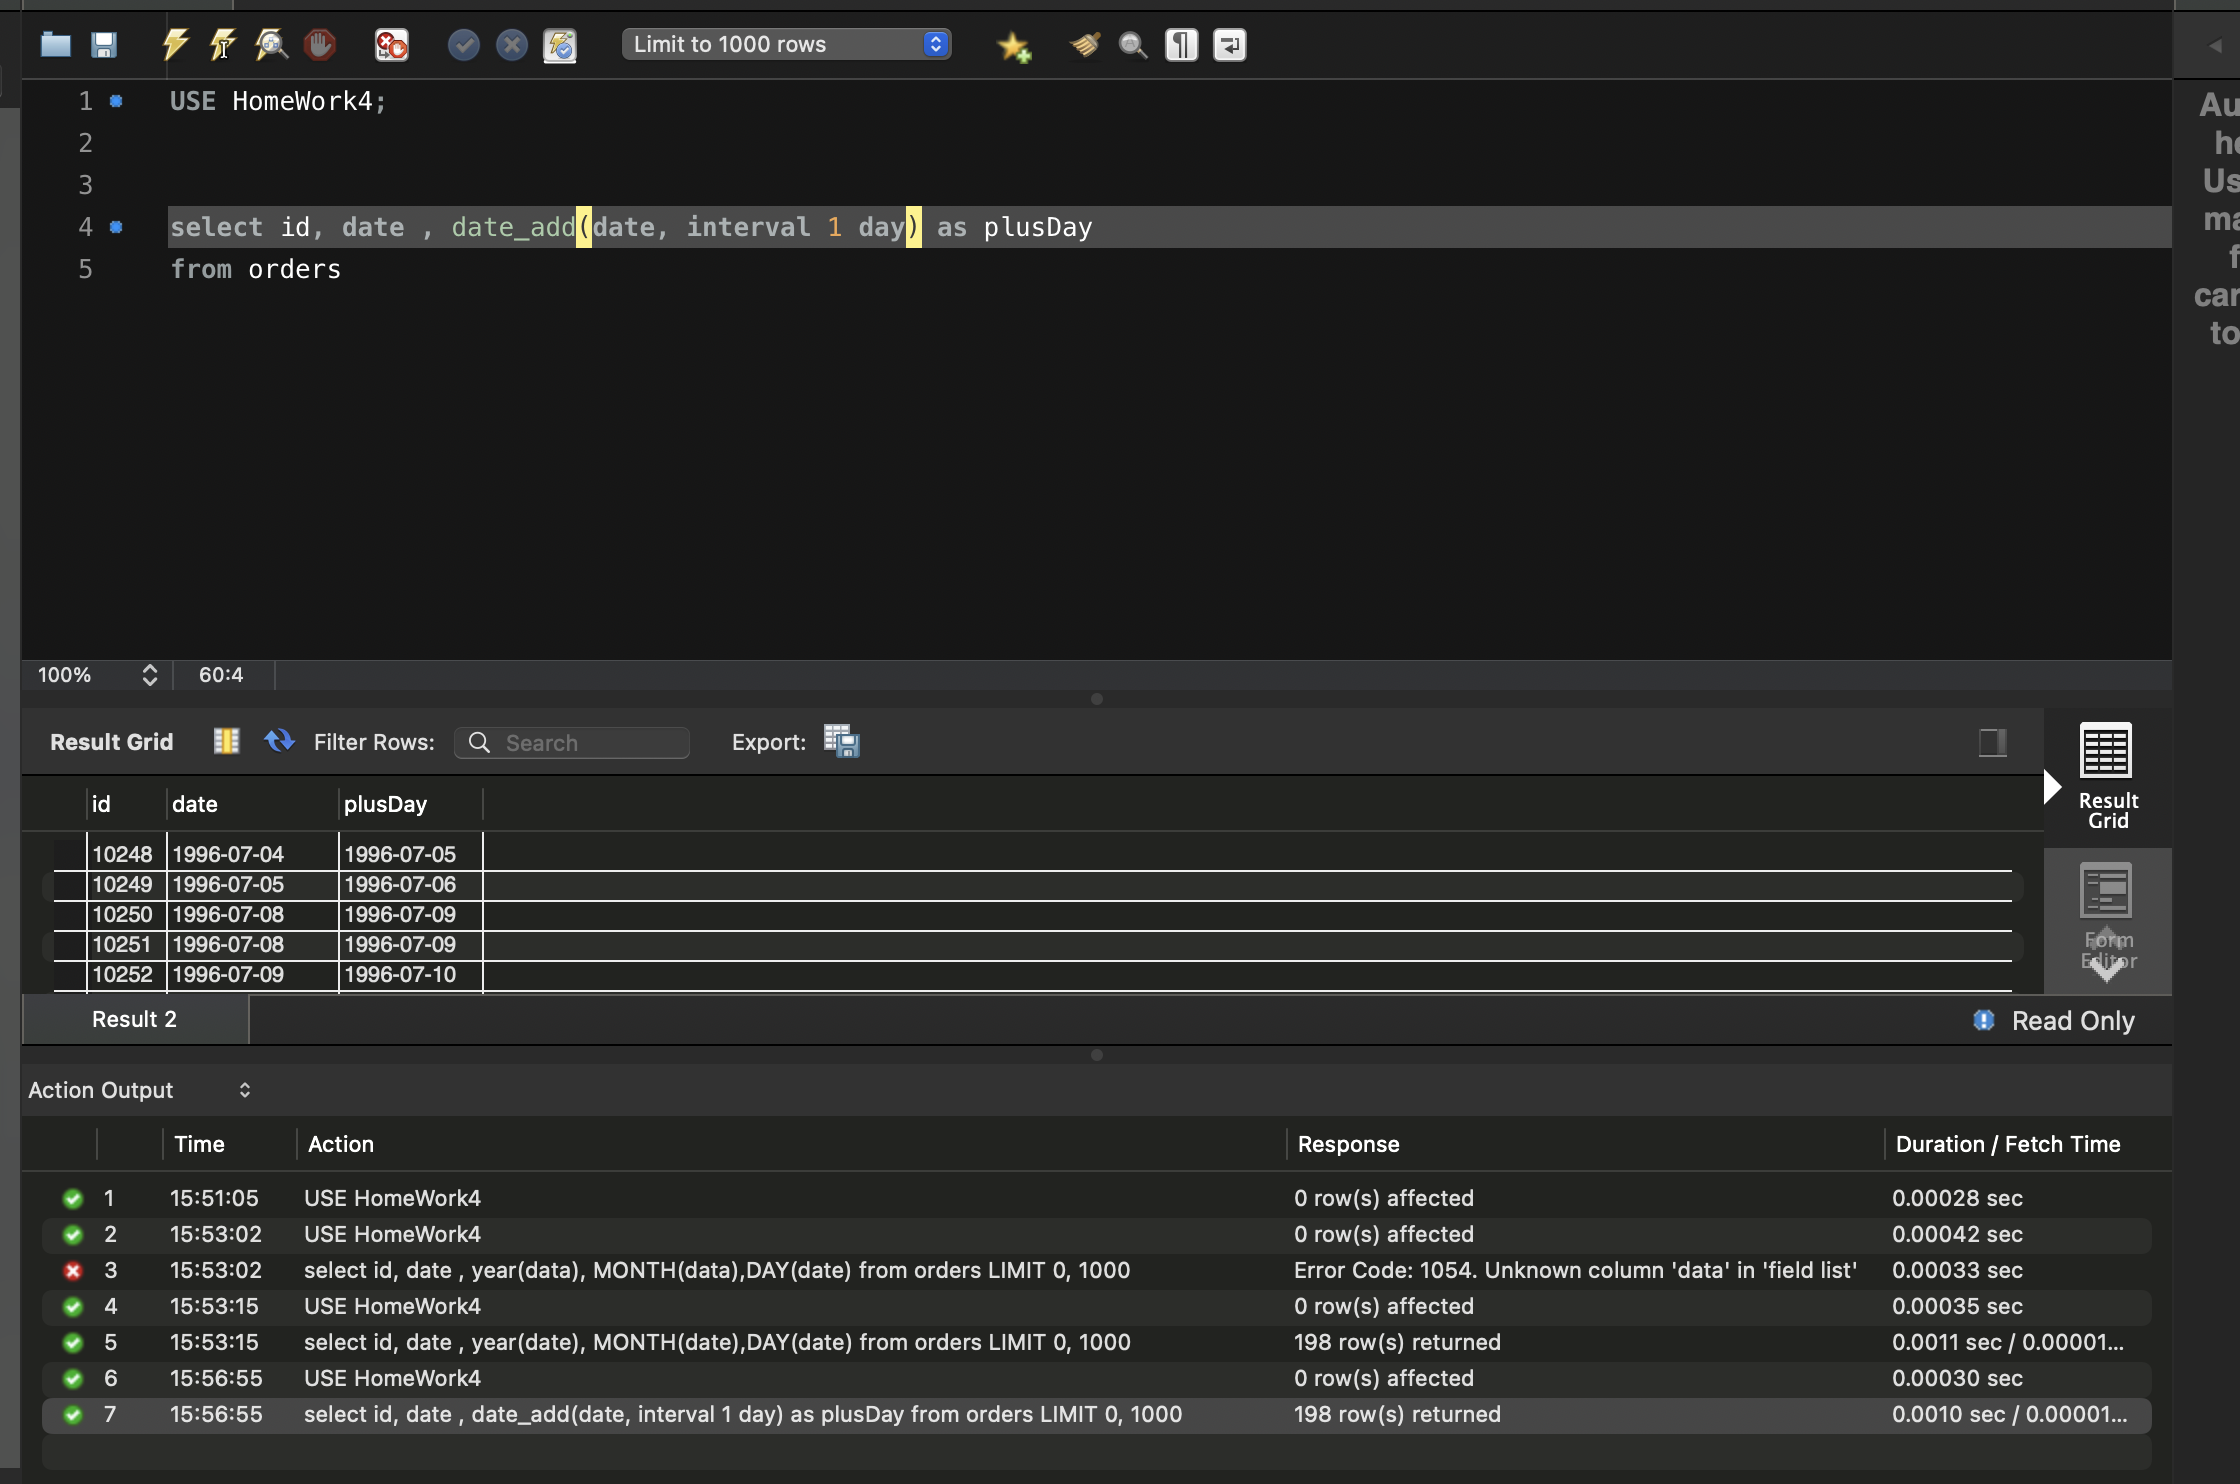 Limit to 1000 rows
1 USE HomeWork4;
2
3
4 select id, date , date_add(date, interval 1 day) as plusDay
5 from orders
Au
he
Us
ma
f
car
to
100% 60:4
Result Grid Filter Rows: Search Export:
id date plusDay
10248 1996-07-04 1996-07-05
10249 1996-07-05 1996-07-06
10250 1996-07-08 1996-07-09
10251 1996-07-08 1996-07-09
10252 1996-07-09 1996-07-10
Result
Grid
Form
Editor
Result 2 Read Only
Action Output
Time Action Response Duration / Fetch Time
1 15:51:05 USE HomeWork4 0 row(s) affected 0.00028 sec
2 15:53:02 USE HomeWork4 0 row(s) affected 0.00042 sec
3 15:53:02 select id, date , year(data), MONTH(data),DAY(date) from orders LIMIT 0, 1000 Error Code: 1054. Unknown column 'data' in 'field list' 0.00033 sec
4 15:53:15 USE HomeWork4 0 row(s) affected 0.00035 sec
5 15:53:15 select id, date , year(date), MONTH(date),DAY(date) from orders LIMIT 0, 1000 198 row(s) returned 0.0011 sec / 0.00001...
6 15:56:55 USE HomeWork4 0 row(s) affected 0.00030 sec
7 15:56:55 select id, date , date_add(date, interval 1 day) as plusDay from orders LIMIT 0, 1000 198 row(s) returned 0.0010 sec / 0.00001...